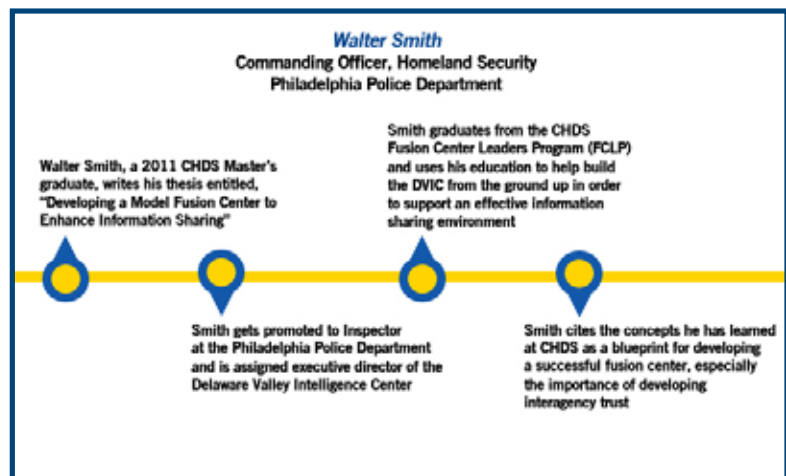 Walter Smith
Commanding Officer, Homeland Security
Philadelphia Police Department
Walter Smith, a 2011 CHDS Master's
graduate, writes his thesis entitled,
"Developing a Model Fusion Center to
Enhance Information Sharing"
Smith gets promoted to Inspector
at the Philadelphia Police Department
and is assigned executive director of the
Delaware Valley Intelligence Center
Smith graduates from the CHDS
Fusion Center Leaders Program (FCLP)
and uses his education to help build
the DVIC from the ground up in order
to support an effective information
sharing environment
Smith cites the concepts he has learned
at CHDS as a blueprint for developing
a successful fusion center, especially
the importance of developing
interagency trust